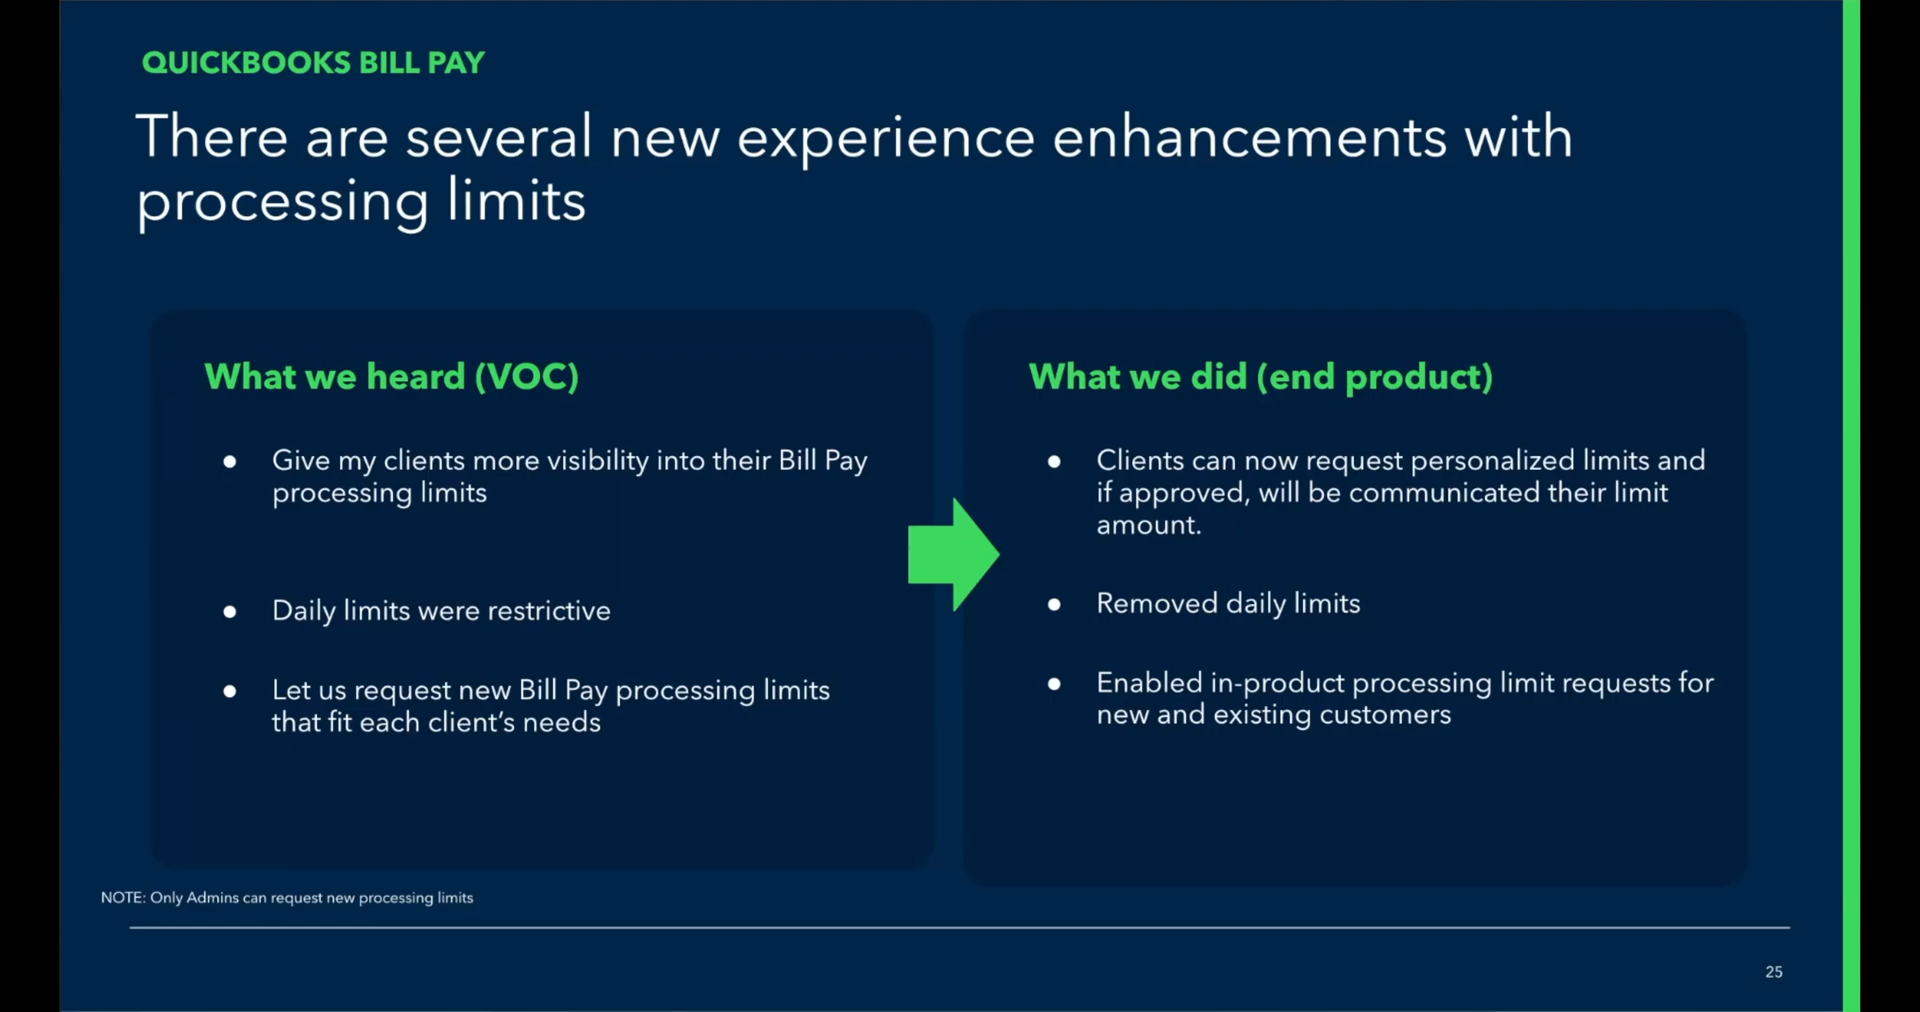 QUICKBOOKS BILL PAY
There are several new experience enhancements with
processing limits
What we heard (VOC)
● Give my clients more visibility into their Bill Pay
processing limits
● Daily limits were restrictive
● Let us request new Bill Pay processing limits
that fit each client’s needs
What we did (end product)
● Clients can now request personalized limits and
if approved, will be communicated their limit
amount.
● Removed daily limits
● Enabled in-product processing limit requests for
new and existing customers
NOTE: Only Admins can request new processing limits
25